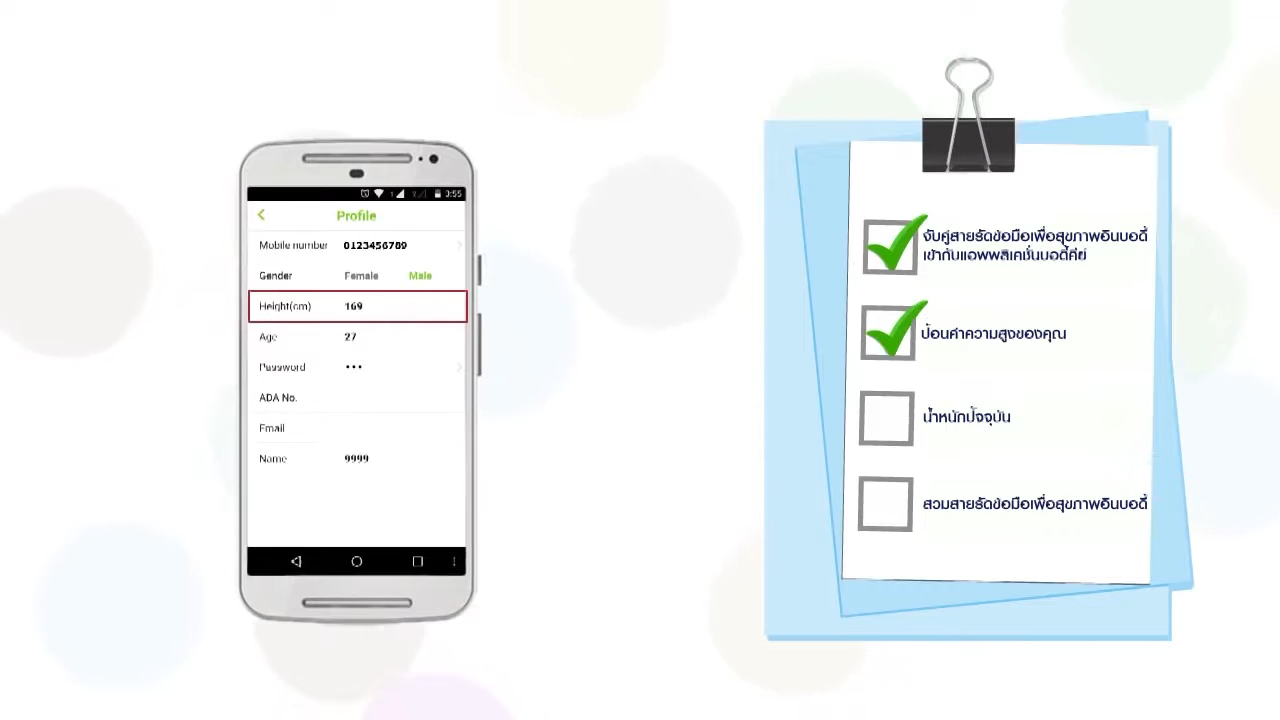 3:55
Profile
Mobile number 0123456789
Gender Female Male
Height(cm) 169
Age 27
Password •••
ADA No.
Email
Name 9999
จับคู่สายรัดข้อมือเพื่อสุขภาพอินบอดี้
เข้ากับแอพพลิเคชั่นบอดี้คีย์
ป้อนค่าความสูงของคุณ
น้ำหนักปัจจุบัน
สวมสายรัดข้อมือเพื่อสุขภาพอินบอดี้